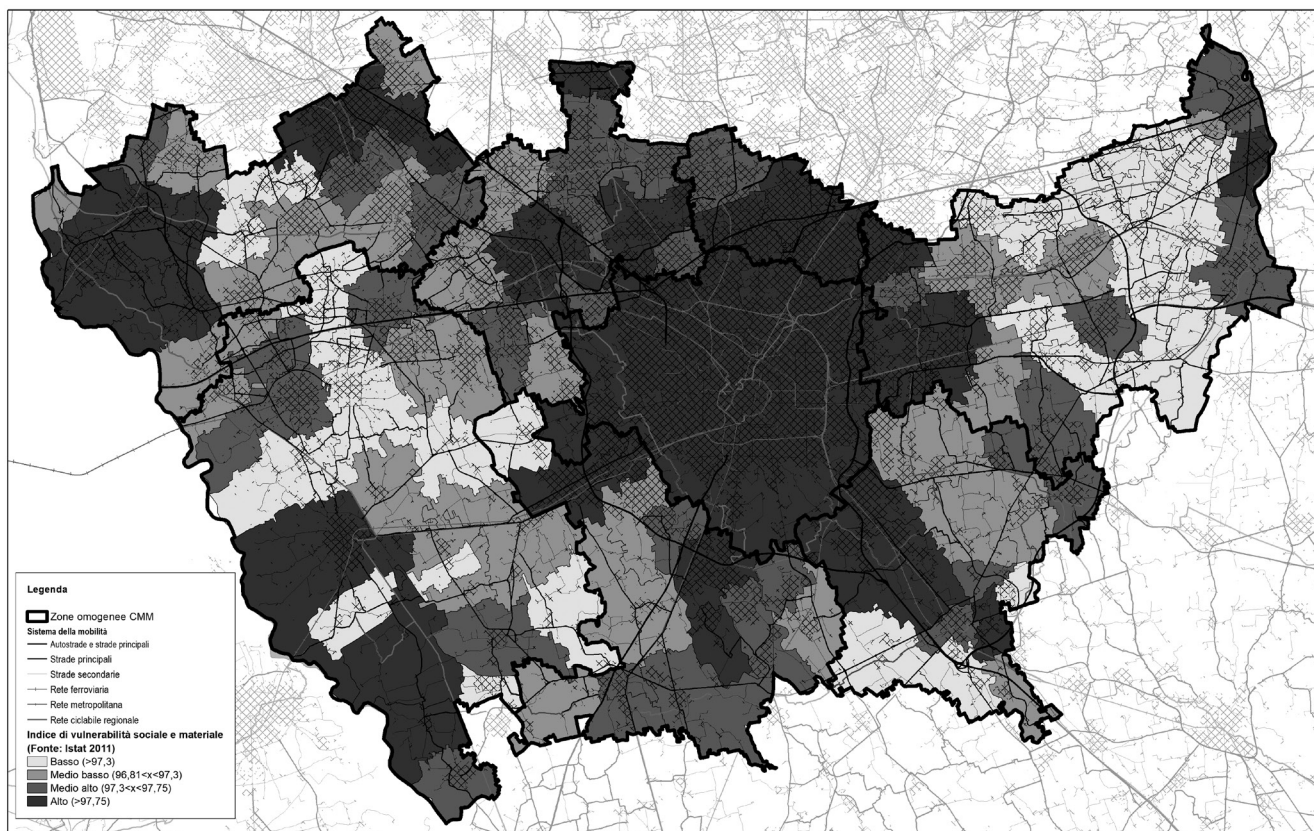 Legenda
Zone omogenee CMM
Sistema della mobilità
Autostrade e strade principali
Strade principali
Strade secondarie
Rete ferroviaria
Rete metropolitana
Rete ciclabile regionale
Indice di vulnerabilità sociale e materiale
(Fonte: Istat 2011)
Basso (>97,3)
Medio basso (96,81<x<97,3)
Medio alto (97,3<x<97,75)
Alto (>97,75)